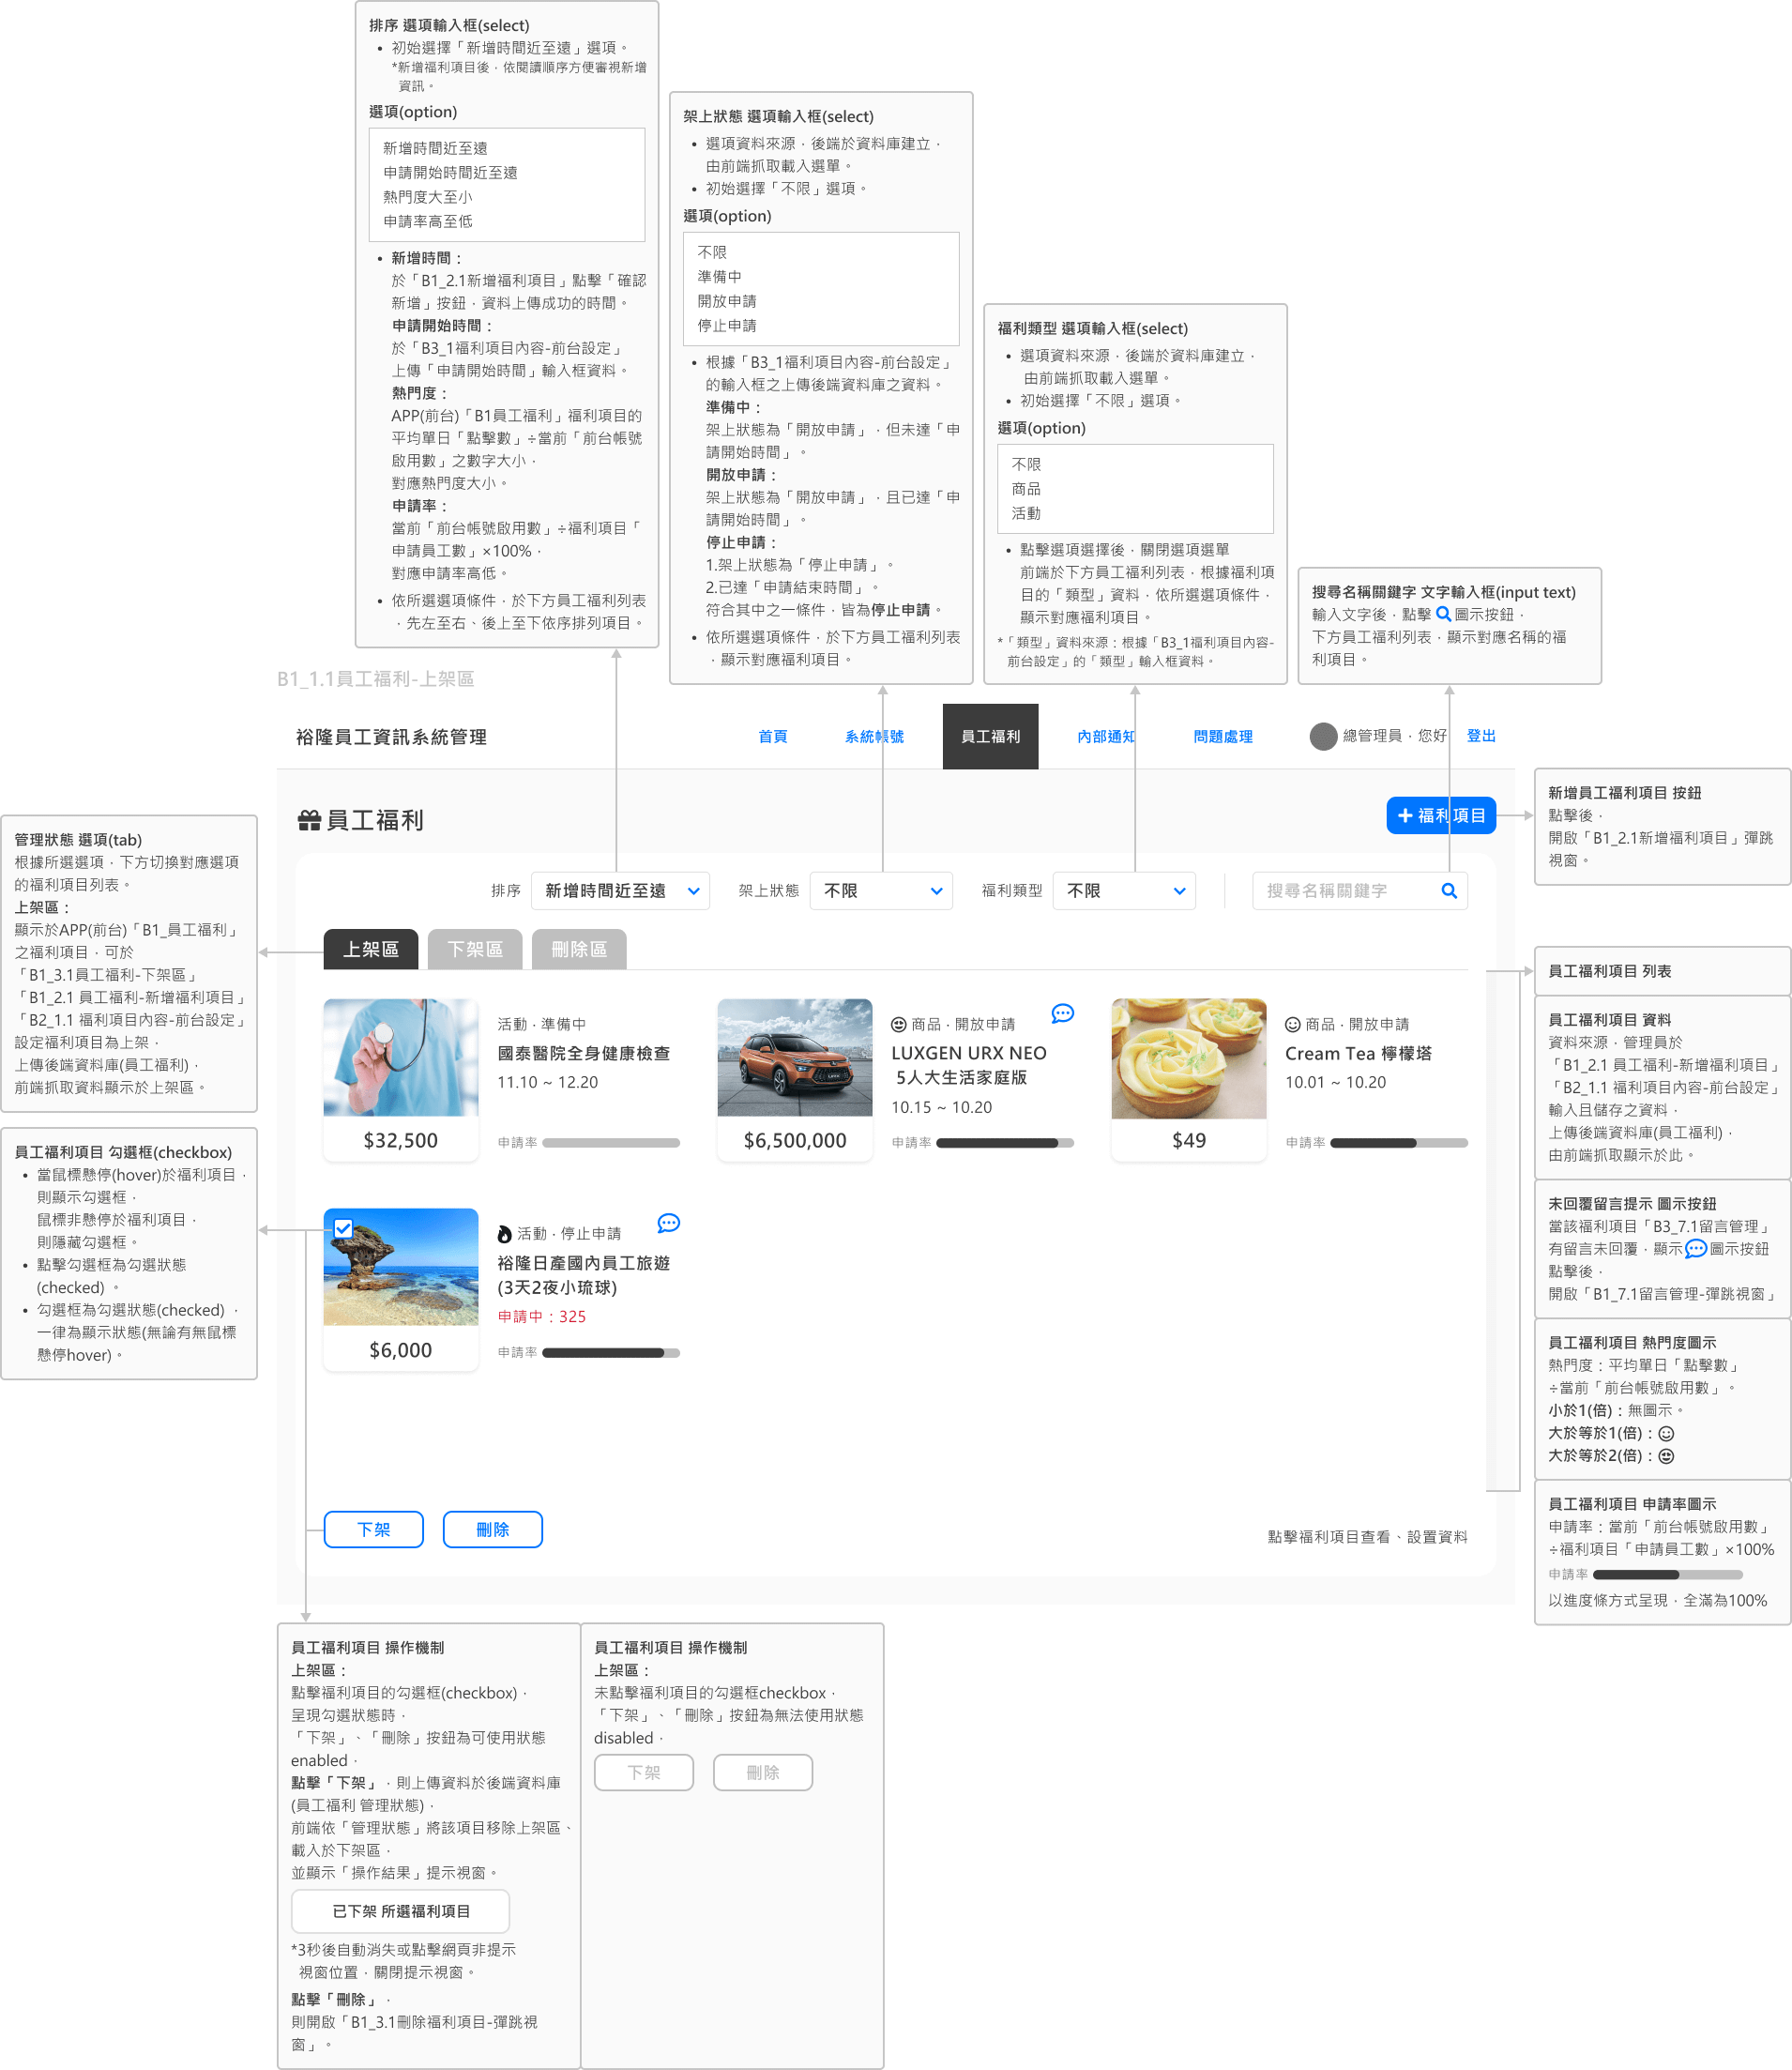 排序 選項輸入框(select)
• 初始選擇「新增時間近至遠」選項。
*新增福利項目後，依閱讀順序方便審視新增
資訊。
選項(option)
新增時間近至遠
申請開始時間近至遠
熱門度大至小
申請率高至低
• 新增時間：
於「B1_2.1新增福利項目」點擊「確認
新增」按鈕，資料上傳成功的時間。
申請開始時間：
於「B3_1福利項目內容-前台設定」
上傳「申請開始時間」輸入框資料。
熱門度：
APP(前台)「B1員工福利」福利項目的
平均單日「點擊數」÷當前「前台帳號
啟用數」之數字大小，
對應熱門度大小。
申請率：
當前「前台帳號啟用數」÷福利項目「
申請員工數」×100%，
對應申請率高低。
• 依所選選項條件，於下方員工福利列表
，先左至右、後上至下依序排列項目。
架上狀態 選項輸入框(select)
• 選項資料來源，後端於資料庫建立，
由前端抓取載入選單。
• 初始選擇「不限」選項。
選項(option)
不限
準備中
開放申請
停止申請
• 根據「B3_1福利項目內容-前台設定」
的輸入框之上傳後端資料庫之資料。
準備中：
架上狀態為「開放申請」，但未達「申
請開始時間」。
開放申請：
架上狀態為「開放申請」，且已達「申
請開始時間」。
停止申請：
1.架上狀態為「停止申請」。
2.已達「申請結束時間」。
符合其中之一條件，皆為停止申請。
• 依所選選項條件，於下方員工福利列表
，顯示對應福利項目。
福利類型 選項輸入框(select)
• 選項資料來源，後端於資料庫建立，
由前端抓取載入選單。
• 初始選擇「不限」選項。
選項(option)
不限
商品
活動
• 點擊選項選擇後，關閉選項選單
前端於下方員工福利列表，根據福利項
目的「類型」資料，依所選選項條件，
顯示對應福利項目。
*「類型」資料來源：根據「B3_1福利項目內容-
前台設定」的「類型」輸入框資料。
搜尋名稱關鍵字 文字輸入框(input text)
輸入文字後，點擊 圖示按鈕，
下方員工福利列表，顯示對應名稱的福
利項目。
B1_1.1員工福利-上架區
裕隆員工資訊系統管理
首頁
系統帳號
員工福利
內部通知
問題處理
總管理員，您好
登出
員工福利
福利項目
新增員工福利項目 按鈕
點擊後，
開啟「B1_2.1新增福利項目」彈跳
視窗。
管理狀態 選項(tab)
根據所選選項，下方切換對應選項
的福利項目列表。
上架區：
顯示於APP(前台)「B1_員工福利」
之福利項目，可於
「B1_3.1員工福利-下架區」
「B1_2.1 員工福利-新增福利項目」
「B2_1.1 福利項目內容-前台設定」
設定福利項目為上架，
上傳後端資料庫(員工福利)，
前端抓取資料顯示於上架區。
排序
新增時間近至遠
架上狀態
不限
福利類型
不限
搜尋名稱關鍵字
上架區
下架區
刪除區
活動 · 準備中
國泰醫院全身健康檢查
11.10 ~ 12.20
$32,500
申請率
商品 · 開放申請
LUXGEN URX NEO
5人大生活家庭版
10.15 ~ 10.20
$6,500,000
申請率
商品 · 開放申請
Cream Tea 檸檬塔
10.01 ~ 10.20
$49
申請率
活動 · 停止申請
裕隆日產國內員工旅遊
(3天2夜小琉球)
申請中：325
$6,000
申請率
下架
刪除
點擊福利項目查看、設置資料
員工福利項目 勾選框(checkbox)
• 當鼠標懸停(hover)於福利項目，
則顯示勾選框，
鼠標非懸停於福利項目，
則隱藏勾選框。
• 點擊勾選框為勾選狀態
(checked) 。
• 勾選框為勾選狀態(checked) ，
一律為顯示狀態(無論有無鼠標
懸停hover)。
員工福利項目 列表
員工福利項目 資料
資料來源，管理員於
「B1_2.1 員工福利-新增福利項目」
「B2_1.1 福利項目內容-前台設定」
輸入且儲存之資料，
上傳後端資料庫(員工福利)，
由前端抓取顯示於此。
未回覆留言提示 圖示按鈕
當該福利項目「B3_7.1留言管理」
有留言未回覆，顯示 圖示按鈕
點擊後，
開啟「B1_7.1留言管理-彈跳視窗」
員工福利項目 熱門度圖示
熱門度：平均單日「點擊數」
÷當前「前台帳號啟用數」。
小於1(倍)：無圖示。
大於等於1(倍)：
大於等於2(倍)：
員工福利項目 申請率圖示
申請率：當前「前台帳號啟用數」
÷福利項目「申請員工數」×100%
申請率
以進度條方式呈現，全滿為100%
員工福利項目 操作機制
上架區：
點擊福利項目的勾選框(checkbox)，
呈現勾選狀態時，
「下架」、「刪除」按鈕為可使用狀態
enabled，
點擊「下架」，則上傳資料於後端資料庫
(員工福利 管理狀態)，
前端依「管理狀態」將該項目移除上架區、
載入於下架區，
並顯示「操作結果」提示視窗。
已下架 所選福利項目
*3秒後自動消失或點擊網頁非提示
視窗位置，關閉提示視窗。
點擊「刪除」，
則開啟「B1_3.1刪除福利項目-彈跳視
窗」。
員工福利項目 操作機制
上架區：
未點擊福利項目的勾選框checkbox，
「下架」、「刪除」按鈕為無法使用狀態
disabled，
下架
刪除